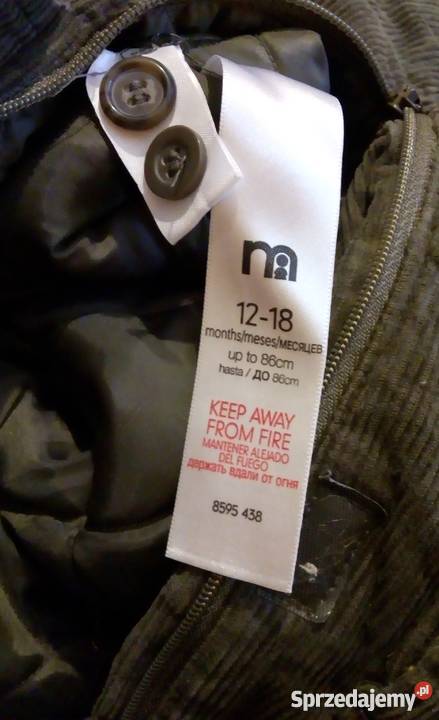 m
12-18
months/meses/МЕСЯЦЕВ
up to 86cm
hasta / ДО 86cm
KEEP AWAY
FROM FIRE
MANTENER ALEJADO
DEL FUEGO
держать вдали от огня
8595 438
Sprzedajemy.pl